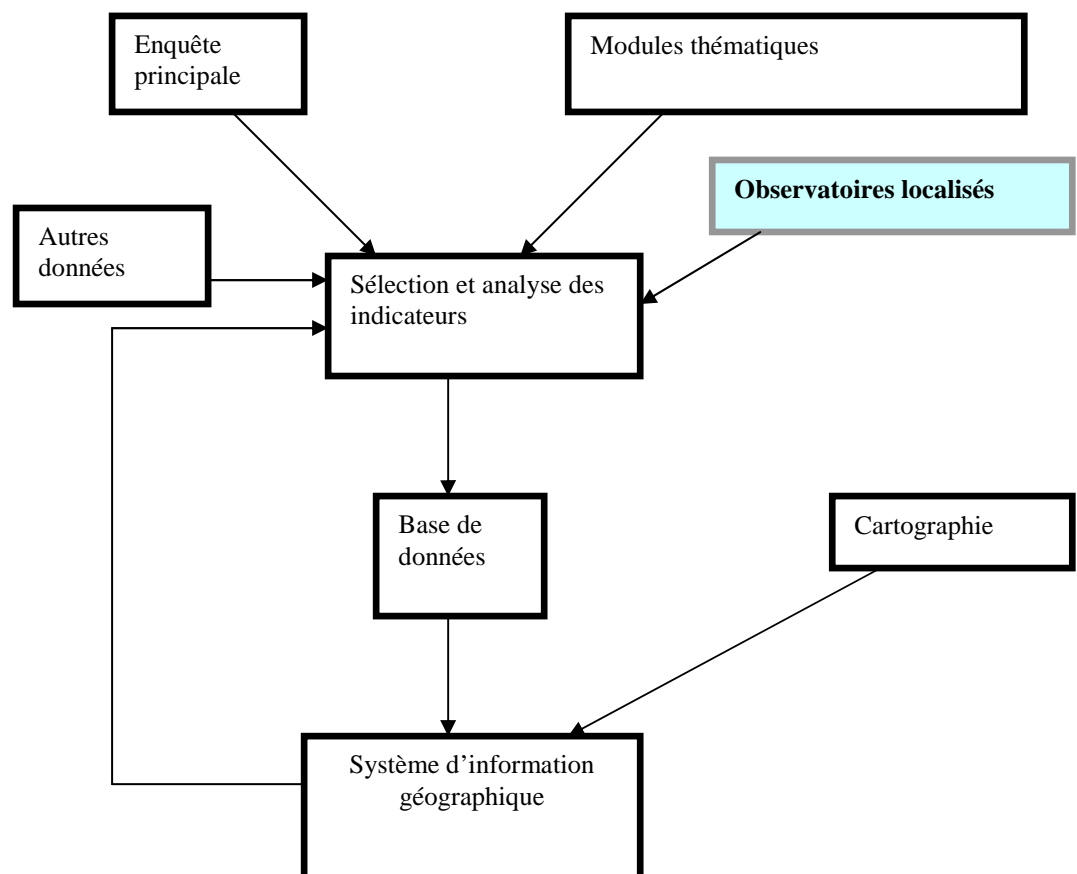 Enquête
principale
Modules thématiques
Observatoires localisés
Autres
données
Sélection et analyse des
indicateurs
Base de
données
Cartographie
Système d’information
géographique